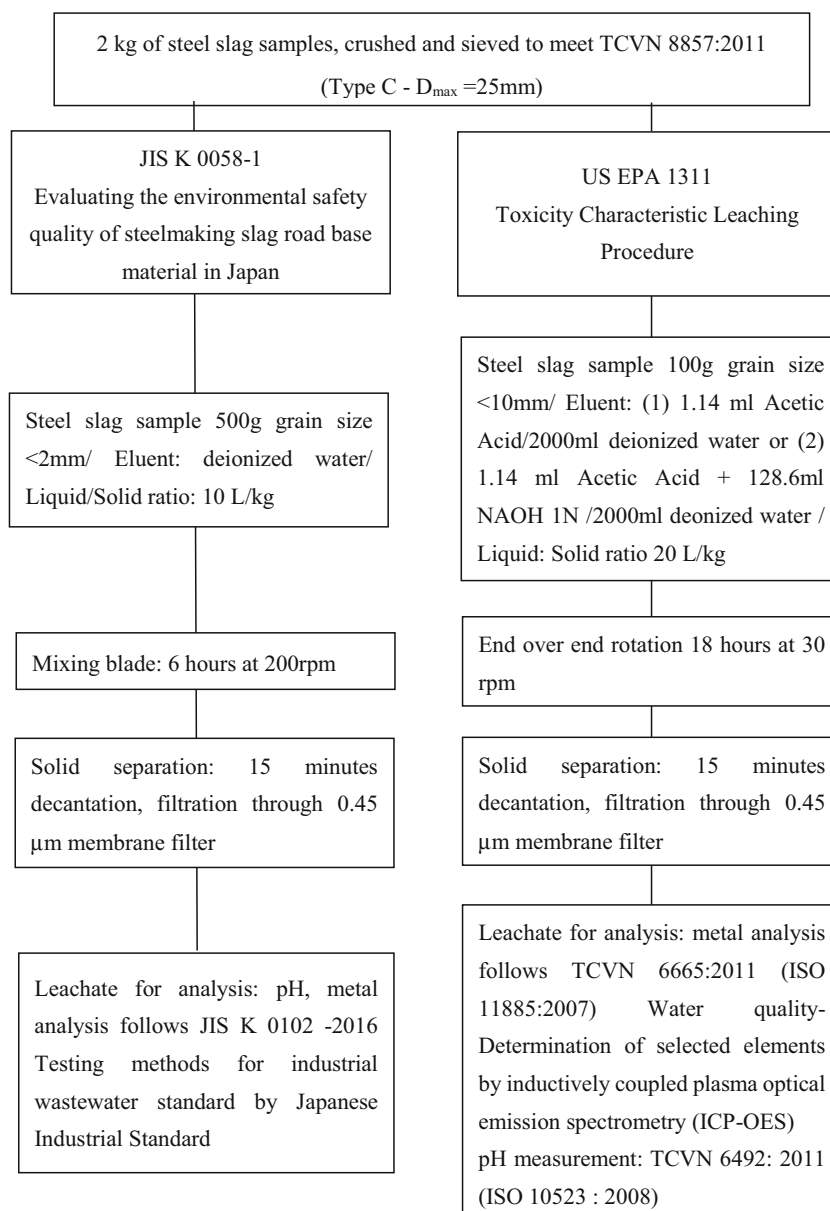 2 kg of steel slag samples, crushed and sieved to meet TCVN 8857:2011
(Type C - Dmax =25mm)
JIS K 0058-1
Evaluating the environmental safety
quality of steelmaking slag road base
material in Japan
Steel slag sample 500g grain size
<2mm/ Eluent: deionized water/
Liquid/Solid ratio: 10 L/kg
Mixing blade: 6 hours at 200rpm
Solid separation: 15 minutes
decantation, filtration through 0.45
µm membrane filter
Leachate for analysis: pH, metal
analysis follows JIS K 0102 -2016
Testing methods for industrial
wastewater standard by Japanese
Industrial Standard
US EPA 1311
Toxicity Characteristic Leaching
Procedure
Steel slag sample 100g grain size
<10mm/ Eluent: (1) 1.14 ml Acetic
Acid/2000ml deionized water or (2)
1.14 ml Acetic Acid + 128.6ml
NAOH 1N /2000ml deonized water /
Liquid: Solid ratio 20 L/kg
End over end rotation 18 hours at 30
rpm
Solid separation: 15 minutes
decantation, filtration through 0.45
µm membrane filter
Leachate for analysis: metal analysis
follows TCVN 6665:2011 (ISO
11885:2007) Water quality-
Determination of selected elements
by inductively coupled plasma optical
emission spectrometry (ICP-OES)
pH measurement: TCVN 6492: 2011
(ISO 10523 : 2008)